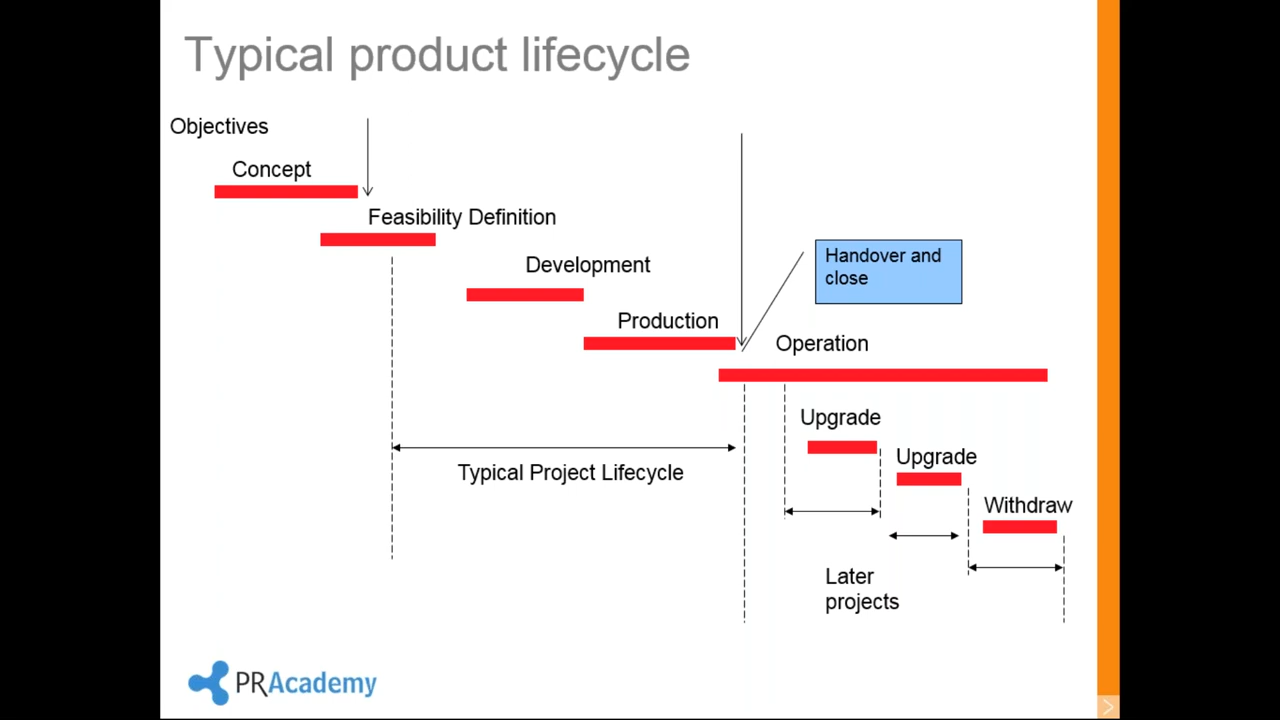 Typical product lifecycle
Objectives
Concept
Feasibility Definition
Development
Handover and
close
Production
Operation
Upgrade
Upgrade
Typical Project Lifecycle
Withdraw
Later
projects
PRAcademy